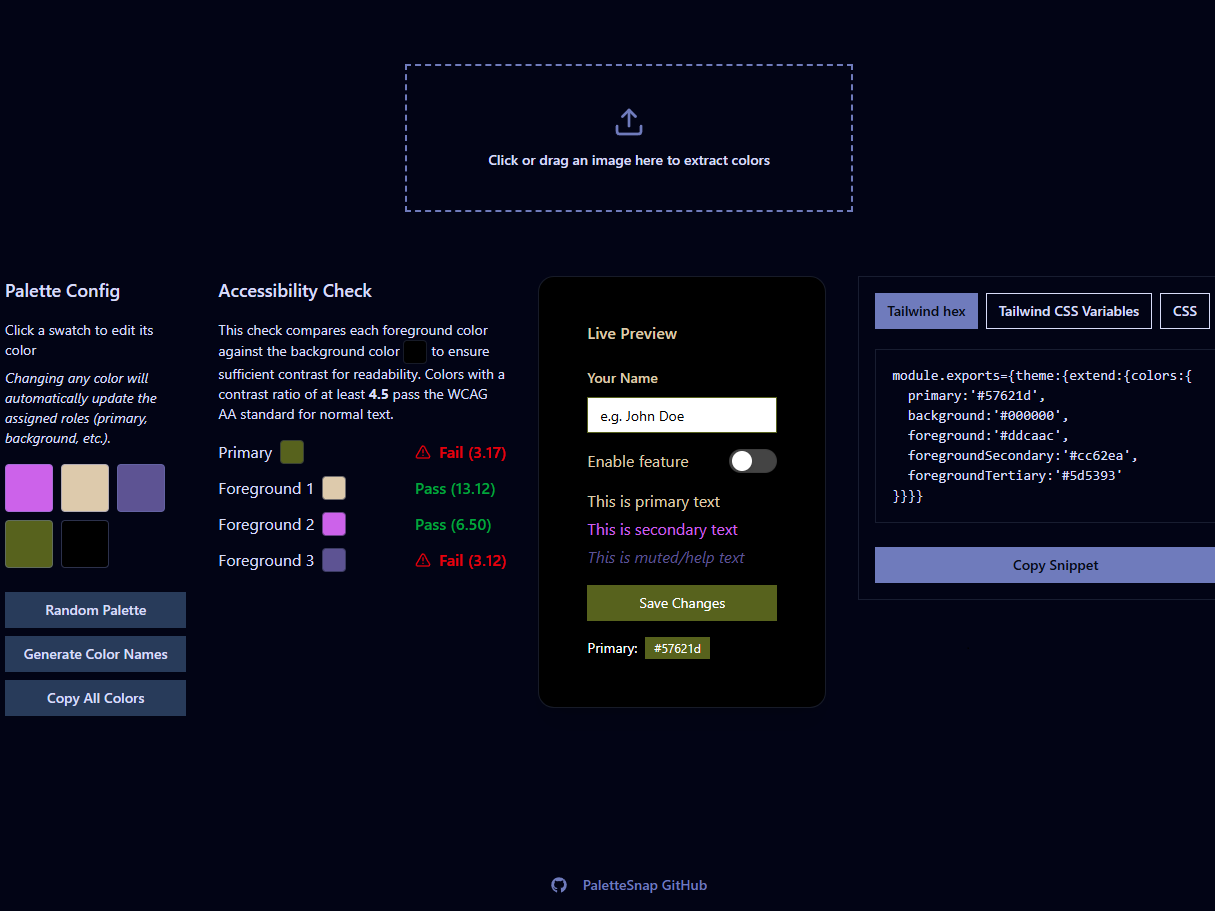 Click or drag an image here to extract colors
Palette Config
Click a swatch to edit its
color
Changing any color will
automatically update the
assigned roles (primary,
background, etc.).
Random Palette
Generate Color Names
Copy All Colors
Accessibility Check
This check compares each foreground color
against the background color to ensure
sufficient contrast for readability. Colors with a
contrast ratio of at least 4.5 pass the WCAG
AA standard for normal text.
Primary Fail (3.17)
Foreground 1 Pass (13.12)
Foreground 2 Pass (6.50)
Foreground 3 Fail (3.12)
Live Preview
Your Name
e.g. John Doe
Enable feature
This is primary text
This is secondary text
This is muted/help text
Save Changes
Primary: #57621d
Tailwind hex Tailwind CSS Variables CSS
module.exports={theme:{extend:{colors:{
primary:'#57621d',
background:'#000000',
foreground:'#ddcaac',
foregroundSecondary:'#cc62ea',
foregroundTertiary:'#5d5393'
}}}}
Copy Snippet
PaletteSnap GitHub